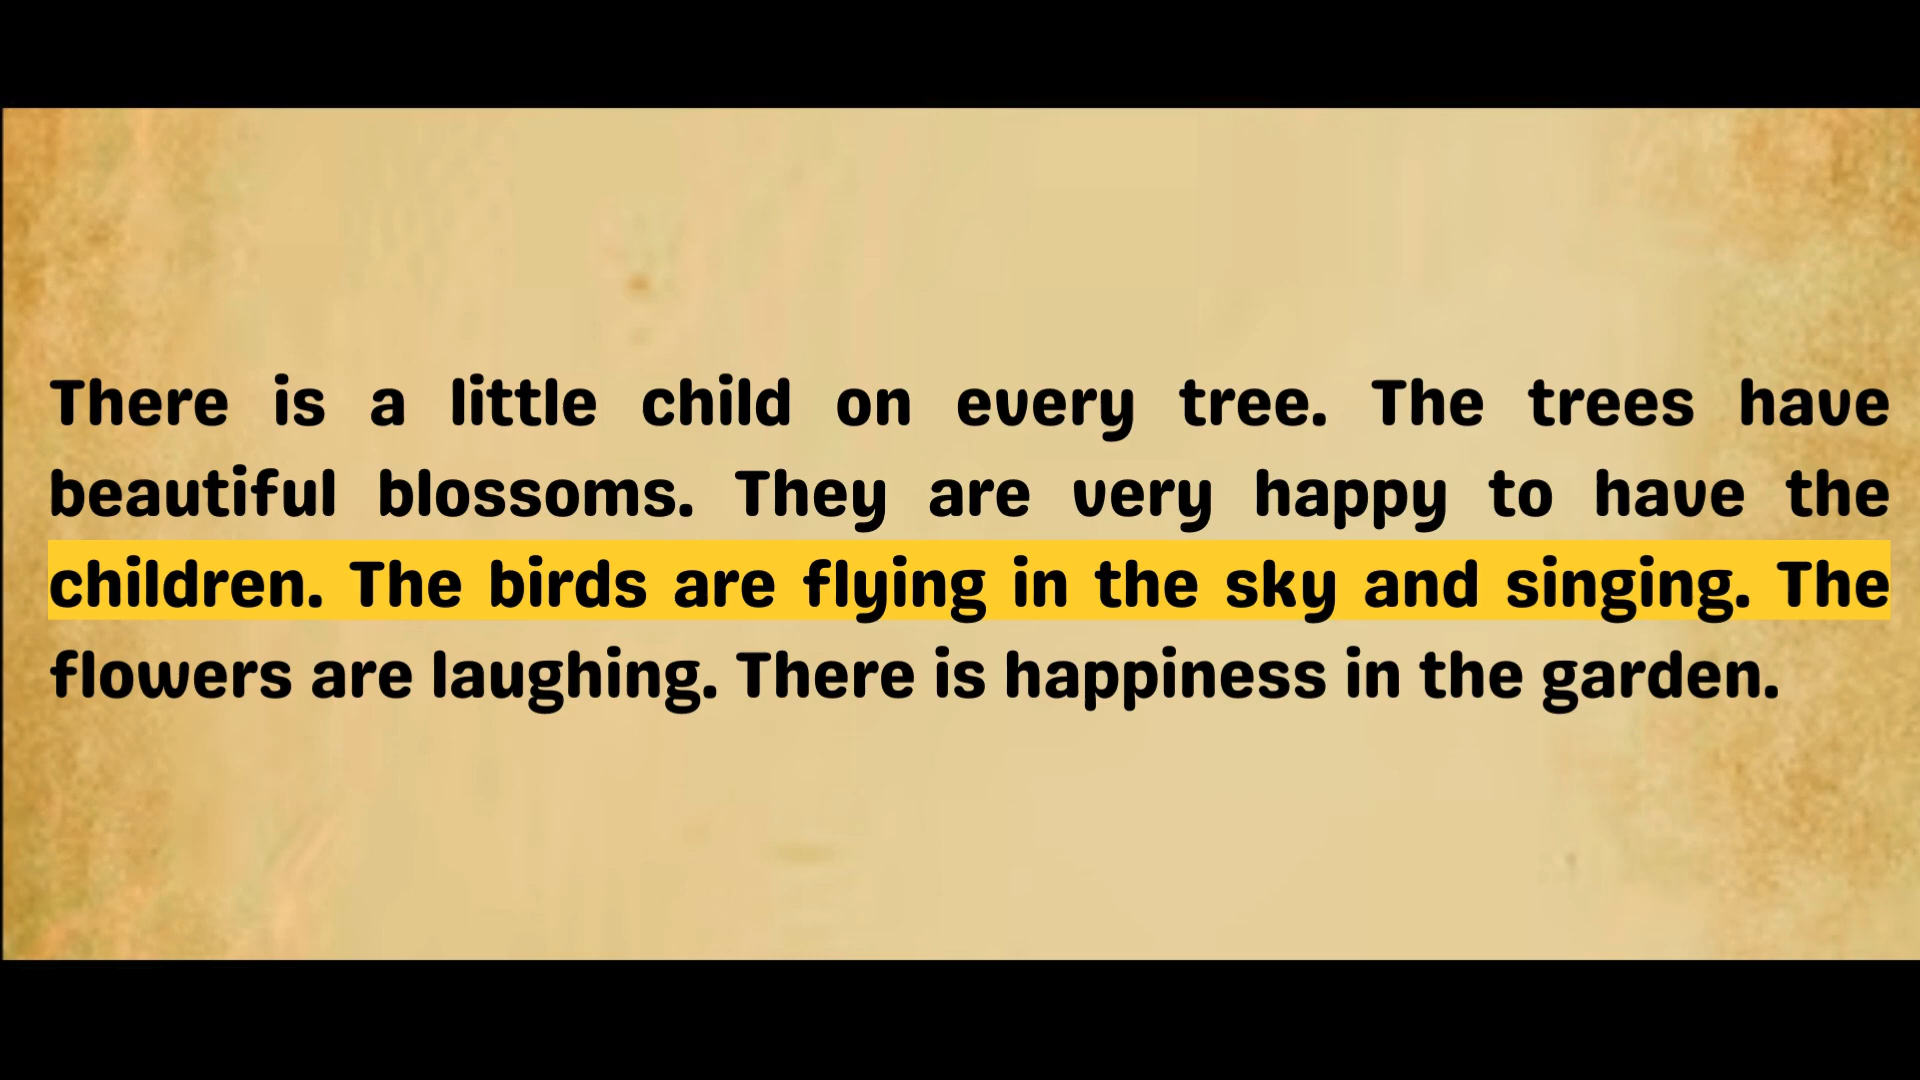 There is a little child on every tree. The trees have
beautiful blossoms. They are very happy to have the
children. The birds are flying in the sky and singing. The
flowers are laughing. There is happiness in the garden.